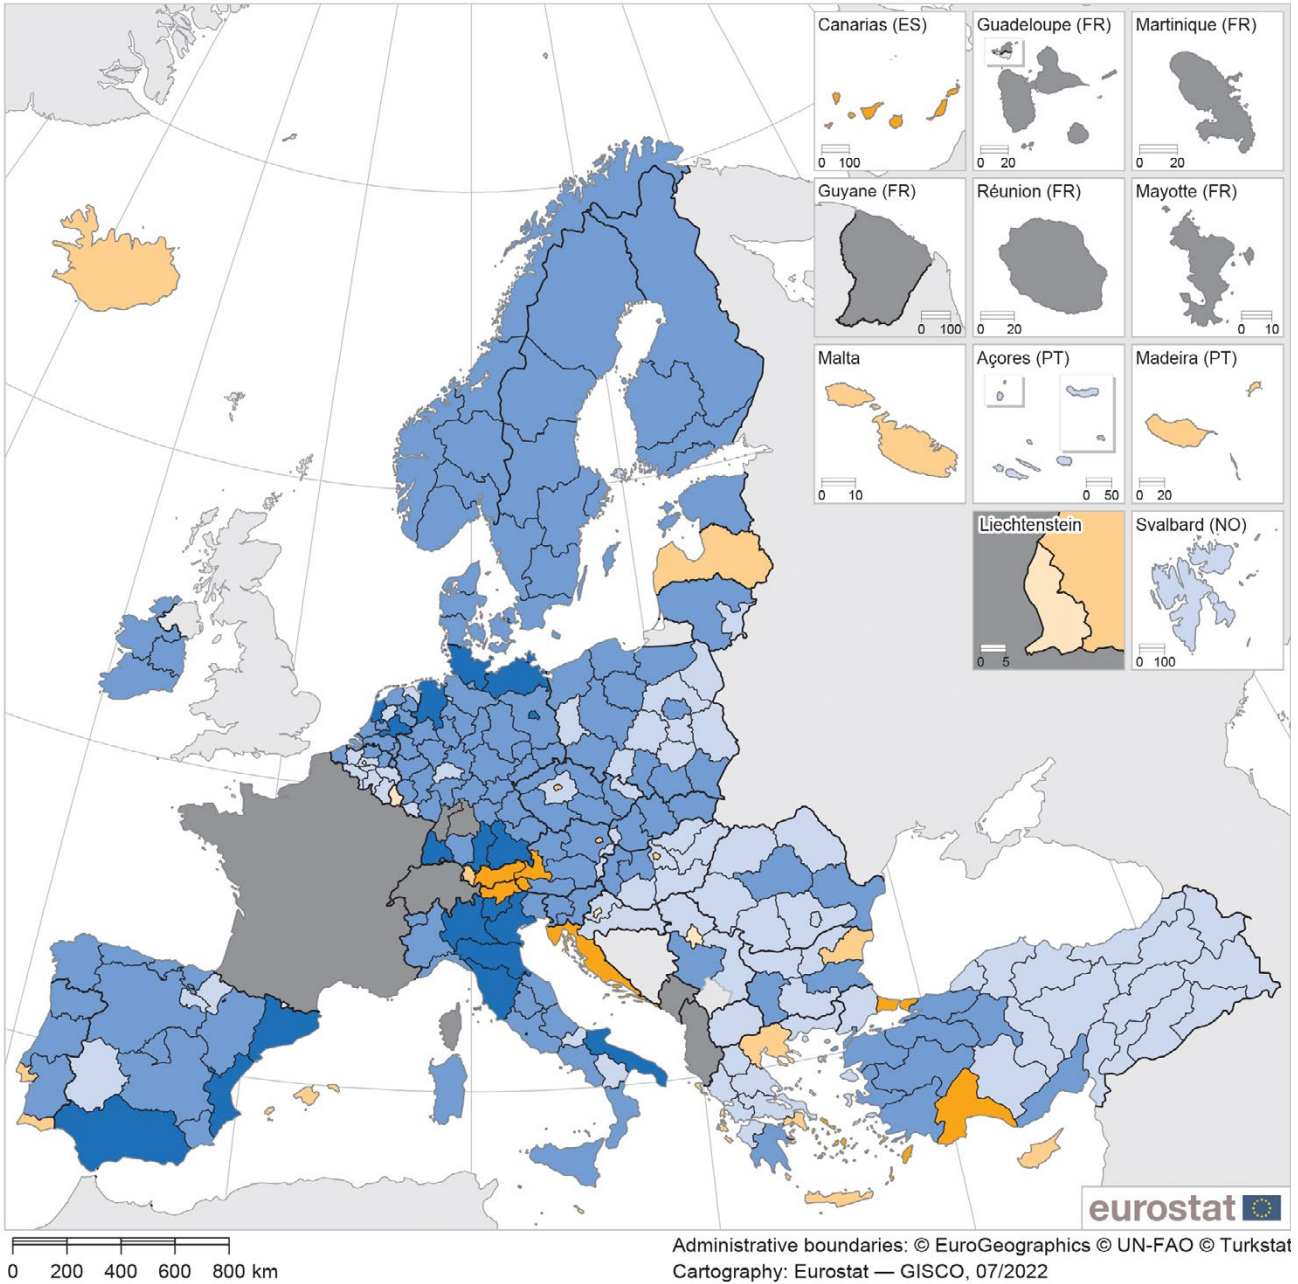 Canarias (ES)
0 100
Guadeloupe (FR)
0 20
Martinique (FR)
0 20
Guyane (FR)
0 100
Réunion (FR)
0 20
Mayotte (FR)
0 10
Malta
0 10
Açores (PT)
0 50
Madeira (PT)
0 20
Liechtenstein
0 5
Svalbard (NO)
0 100
eurostat
0 200 400 600 800 km
Administrative boundaries: © EuroGeographics © UN-FAO © Turkstat
Cartography: Eurostat — GISCO, 07/2022